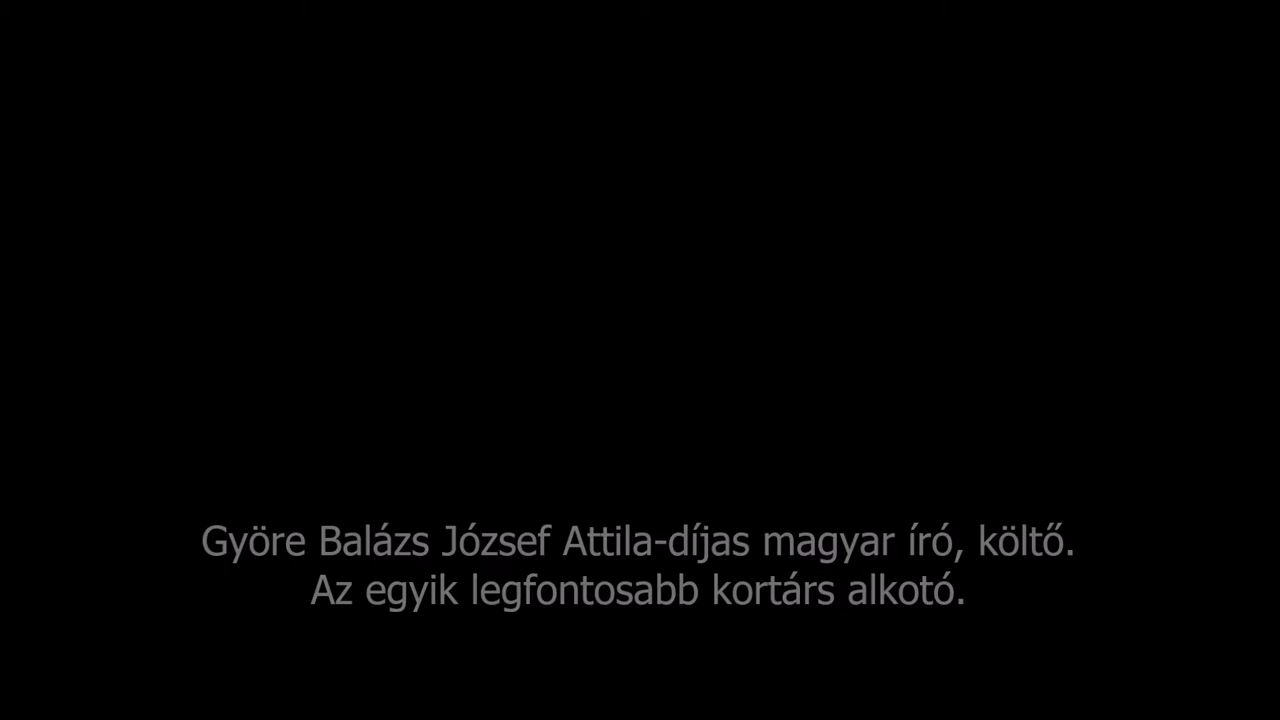 Györe Balázs József Attila-díjas magyar író, költő.
Az egyik legfontosabb kortárs alkotó.